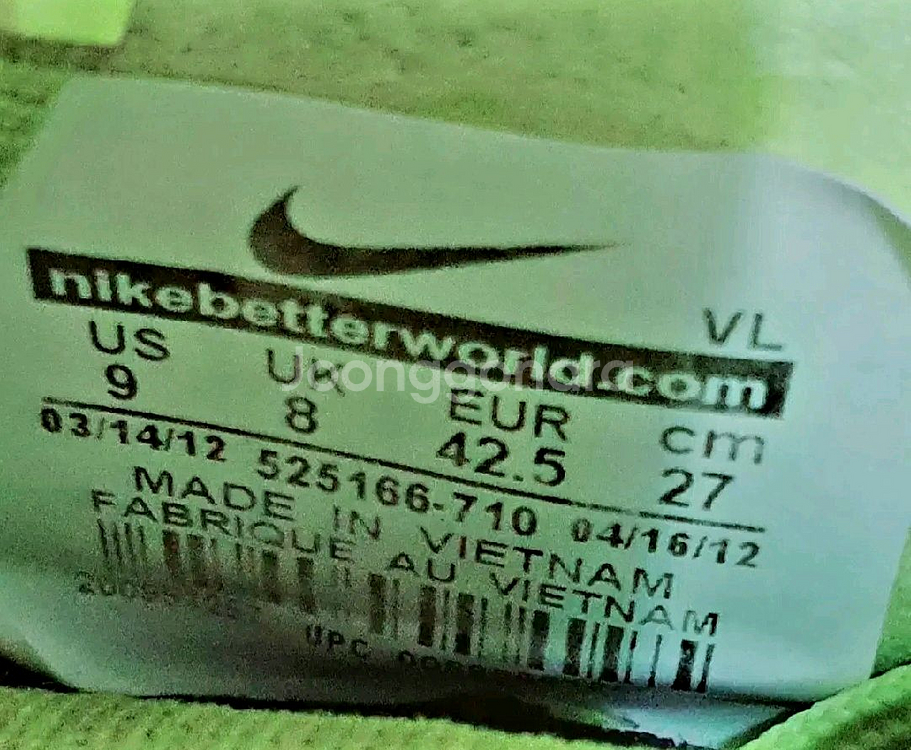 VL
nikebetterworld.com
US UK EUR cm
9 8 42.5 27
03/14/12 525166-710 04/16/12
MADE IN VIETNAM
FABRIQUE AU VIETNAM
UPC
Joonggonara